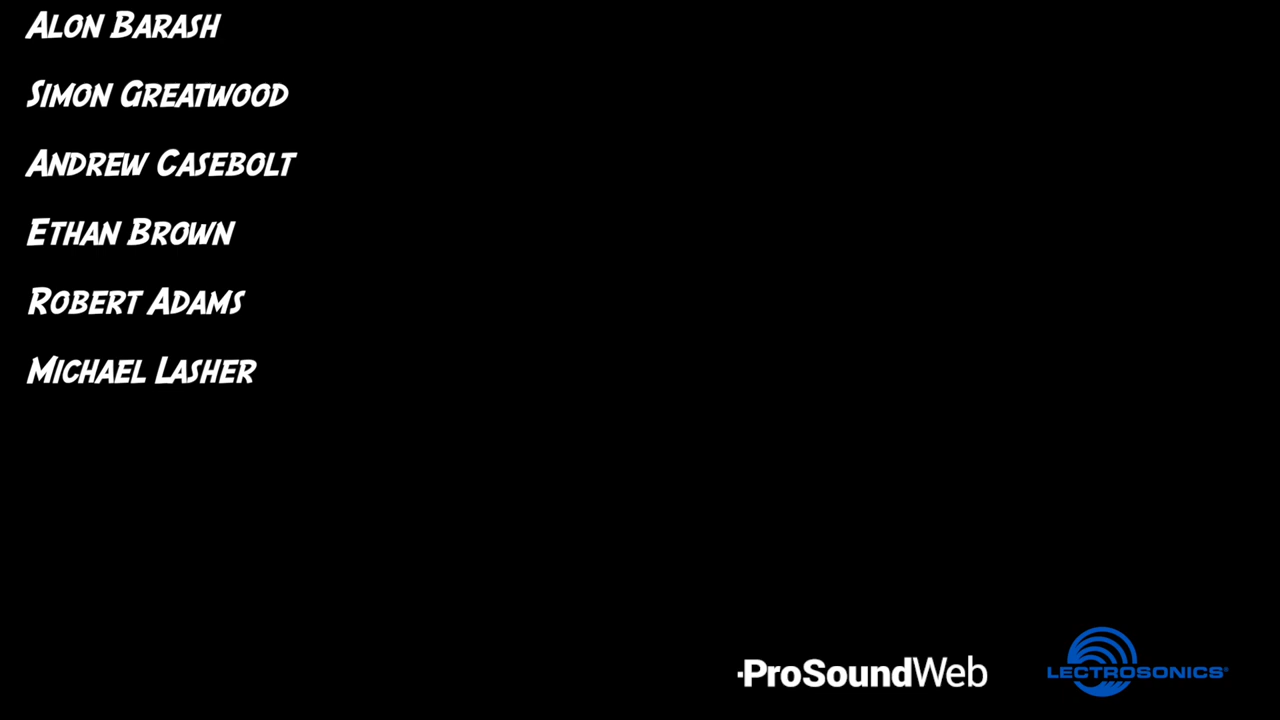 Alon Barash
Simon Greatwood
Andrew Casebolt
Ethan Brown
Robert Adams
Michael Lasher
·ProSoundWeb
LECTROSONICS®